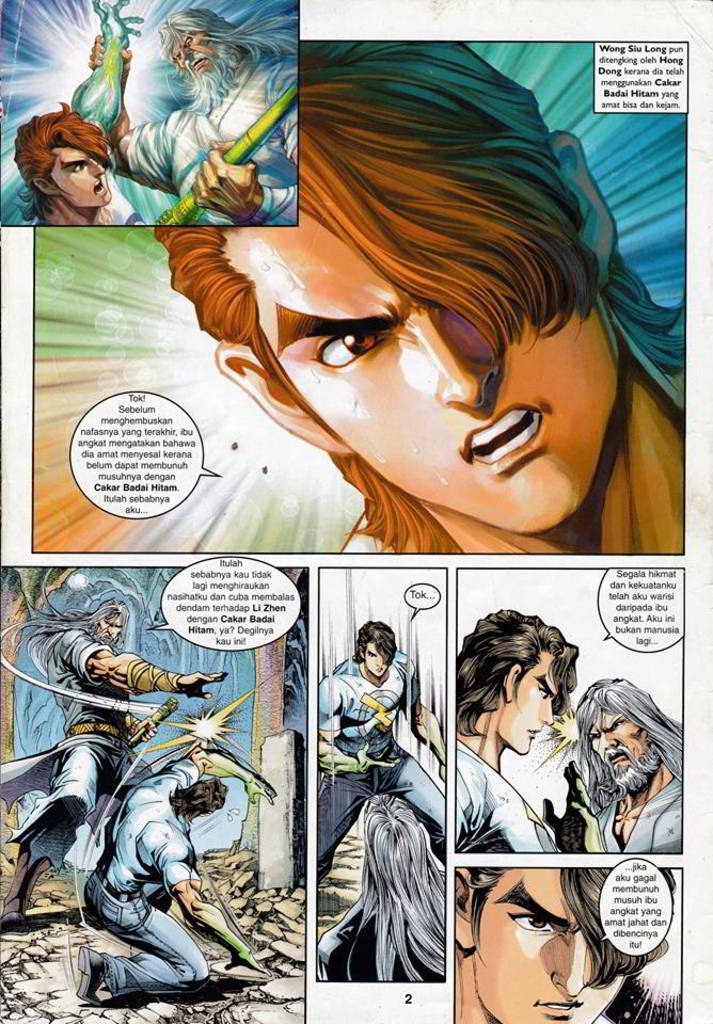 Wong Siu Long pun
ditengking oleh Hong
Dong kerana dia telah
menggunakan Cakar
Badai Hitam yang
amat bisa dan kejam.
Tok!
Sebelum
menghembuskan
nafasnya yang terakhir, ibu
angkat mengatakan bahawa
dia amat menyesal kerana
belum dapat membunuh
musuhnya dengan
Cakar Badai Hitam.
Itulah sebabnya
aku...
Itulah
sebabnya kau tidak
lagi menghiraukan
nasihatku dan cuba membalas
dendam terhadap Li Zhen
dengan Cakar Badai
Hitam, ya? Degilnya
kau ini!
Tok...
Segala hikmat
dan kekuatanku
telah aku warisi
daripada ibu
angkat. Aku ini
bukan manusia
lagi...
...jika
aku gagal
membunuh
musuh ibu
angkat yang
amat jahat dan
dibencinya
itu!
2